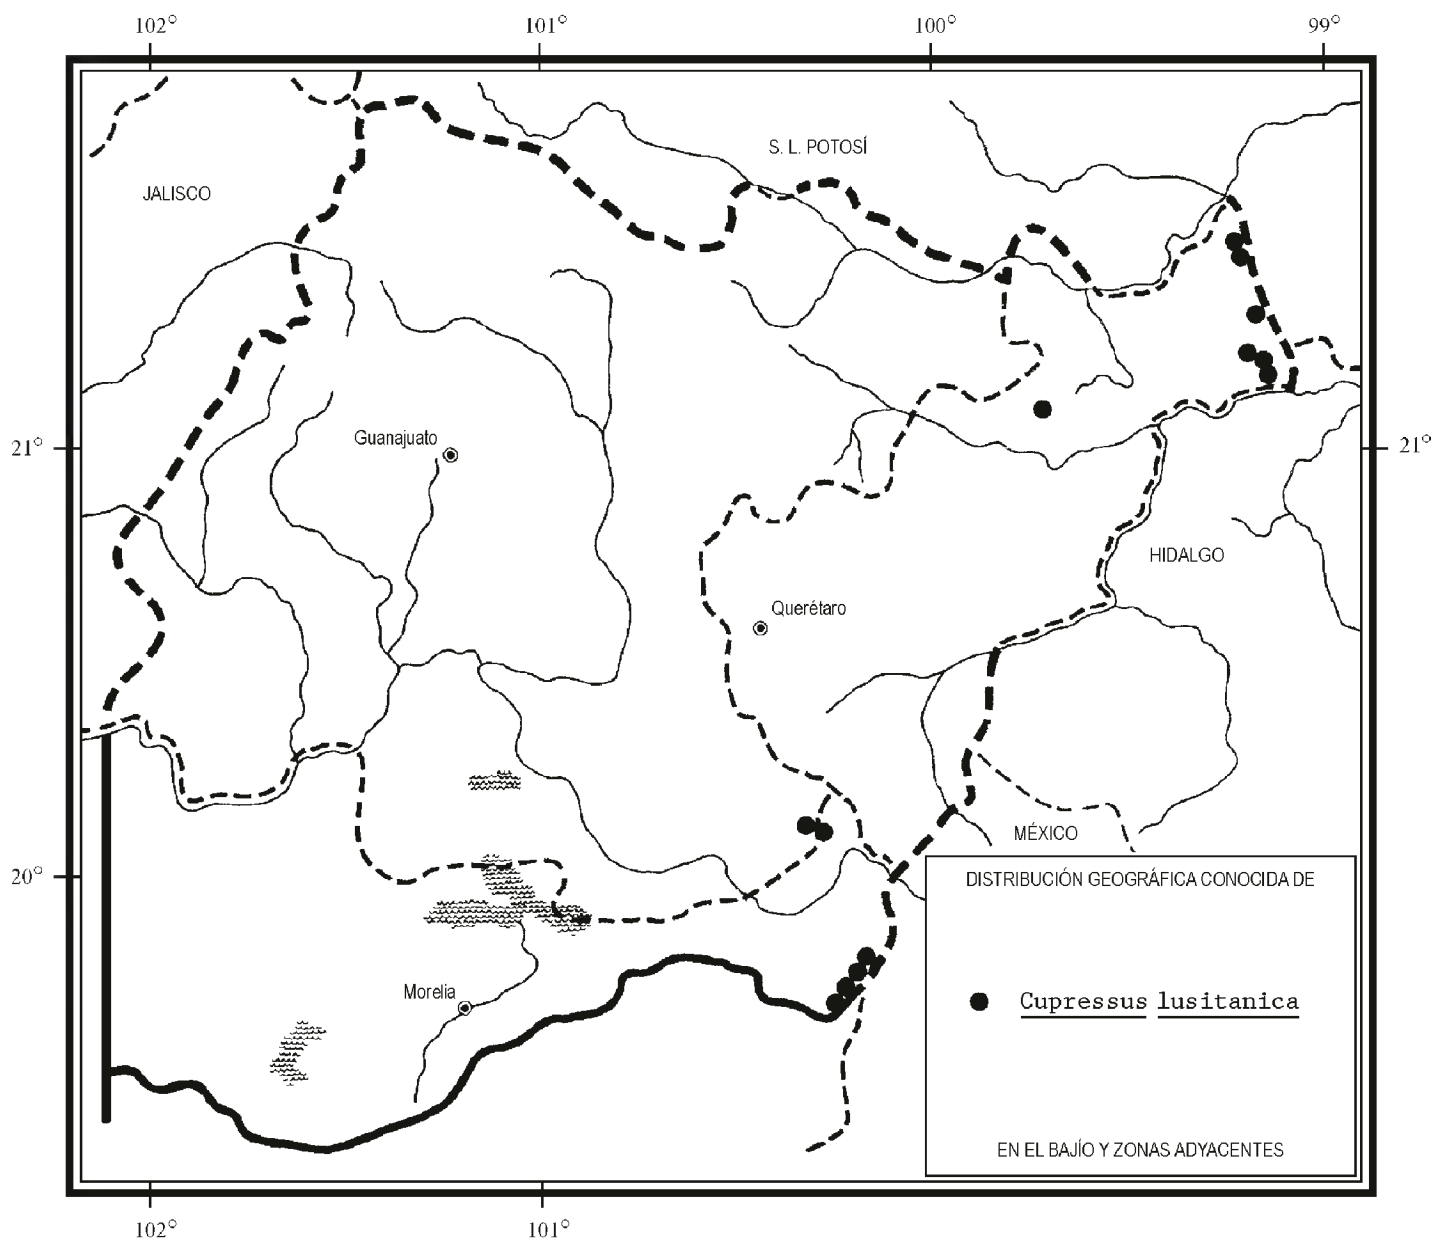 102° 101° 100° 99°
S. L. POTOSÍ
JALISCO
Guanajuato
21° 21°
HIDALGO
Querétaro
MÉXICO
20°
DISTRIBUCIÓN GEOGRÁFICA CONOCIDA DE
Morelia
Cupressus lusitanica
EN EL BAJÍO Y ZONAS ADYACENTES
102° 101°